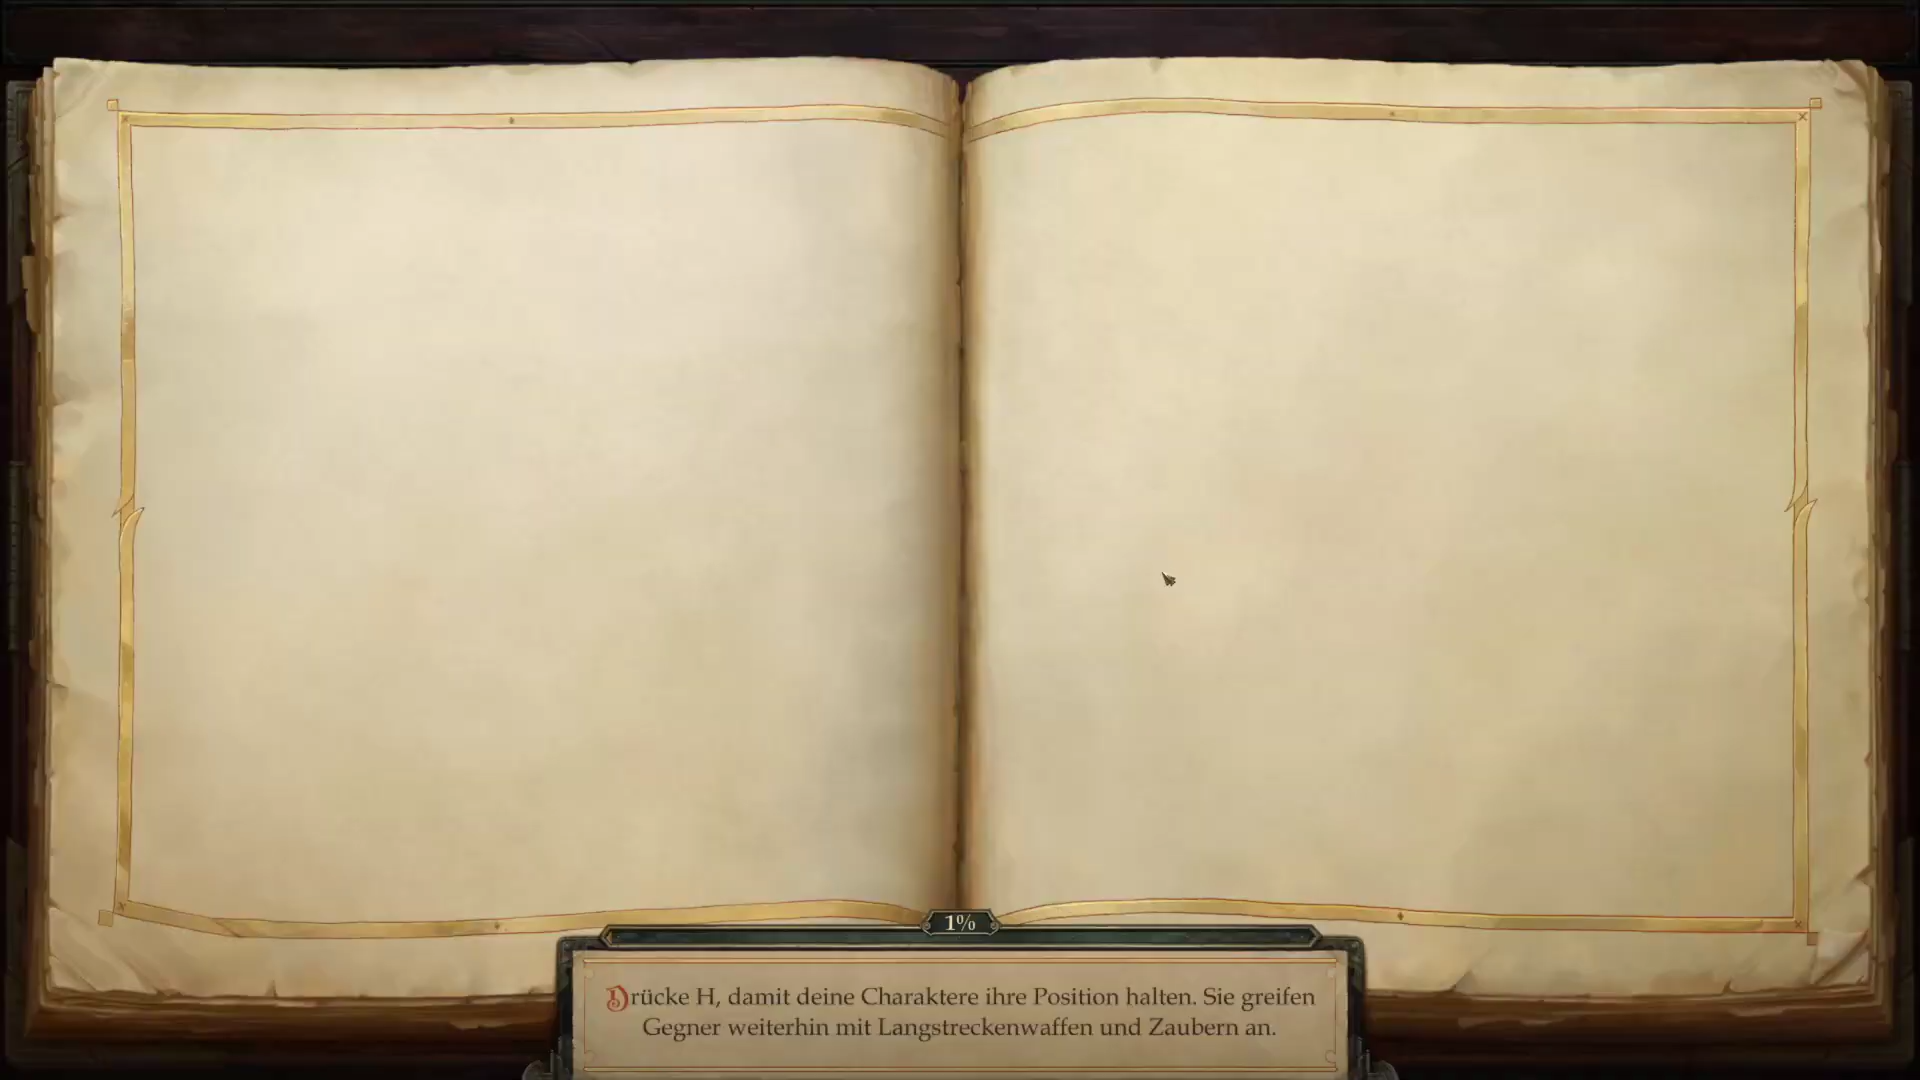 1%
Drücke H, damit deine Charaktere ihre Position halten. Sie greifen
Gegner weiterhin mit Langstreckenwaffen und Zaubern an.